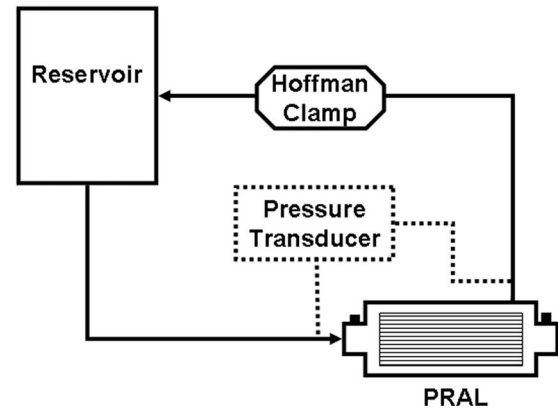 Reservoir
Hoffman
Clamp
Pressure
Transducer
PRAL